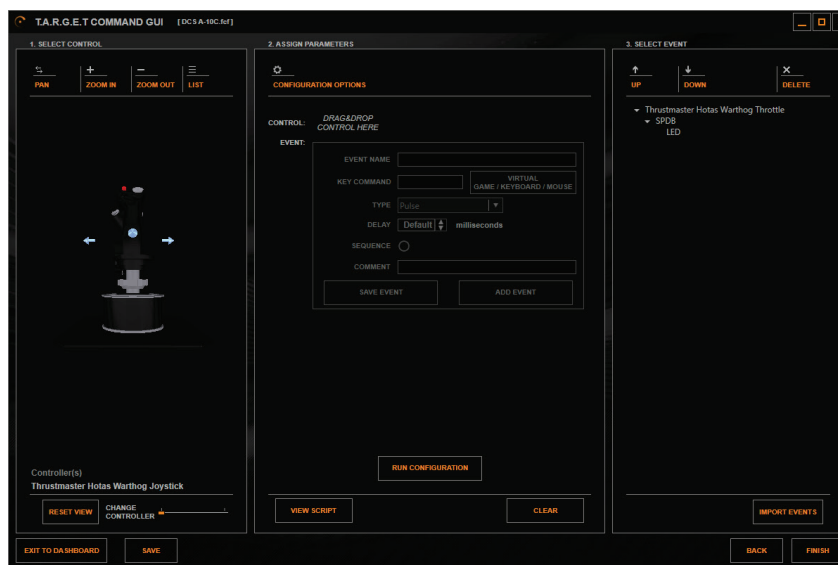 T.A.R.G.E.T COMMAND GUI [DCS A-10C.fcf]
1. SELECT CONTROL
PAN
ZOOM IN
ZOOM OUT
LIST
Controller(s)
Thrustmaster Hotas Warthog Joystick
RESET VIEW
CHANGE
CONTROLLER
2. ASSIGN PARAMETERS
CONFIGURATION OPTIONS
CONTROL:
DRAG&DROP
CONTROL HERE
EVENT:
EVENT NAME
KEY COMMAND
VIRTUAL
GAME / KEYBOARD / MOUSE
TYPE Pulse
DELAY Default milliseconds
SEQUENCE
COMMENT
SAVE EVENT
ADD EVENT
RUN CONFIGURATION
VIEW SCRIPT
CLEAR
3. SELECT EVENT
UP
DOWN
DELETE
Thrustmaster Hotas Warthog Throttle
SPDB
LED
IMPORT EVENTS
EXIT TO DASHBOARD
SAVE
BACK
FINISH